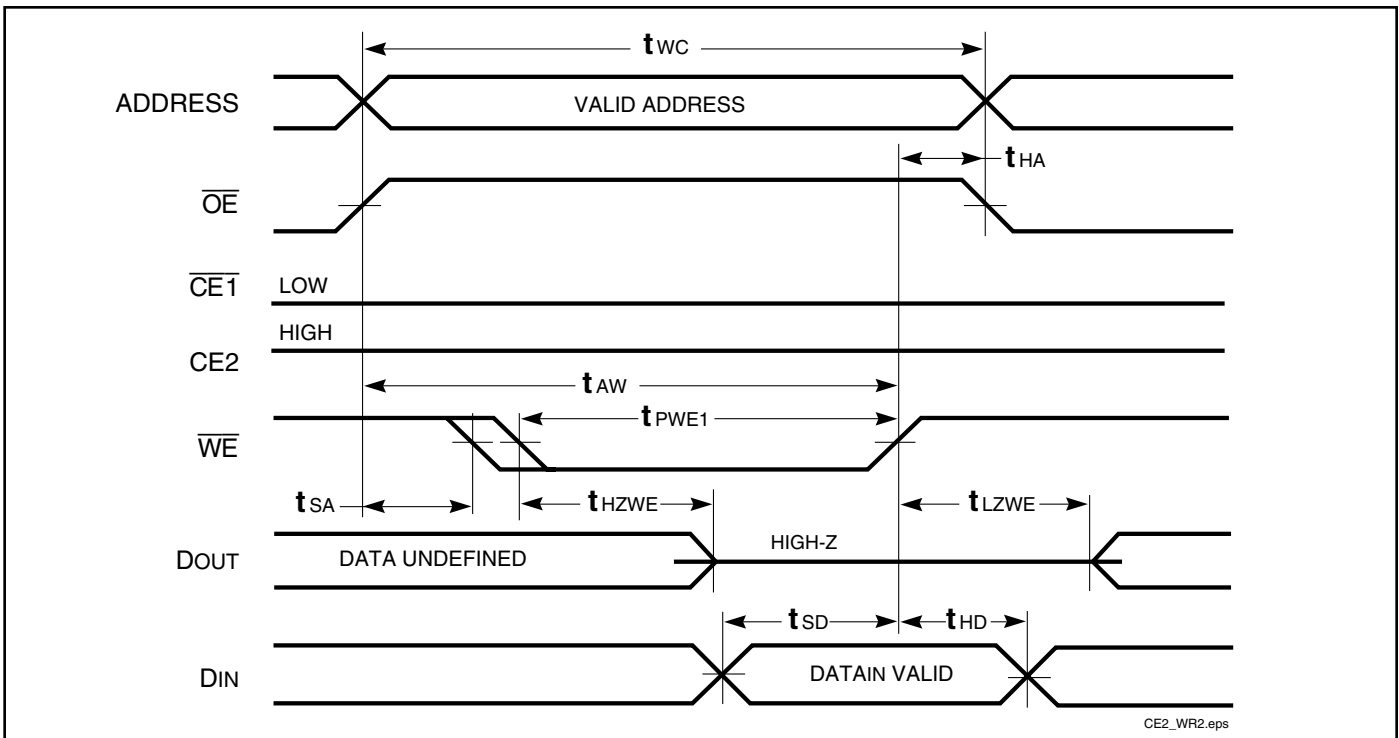 tWC
ADDRESS
VALID ADDRESS
tHA
OE
CE1
LOW
HIGH
CE2
tAW
tPWE1
WE
tSA
tHZWE
tLZWE
DOUT
DATA UNDEFINED
HIGH-Z
tSD
tHD
DIN
DATAIN VALID
CE2_WR2.eps